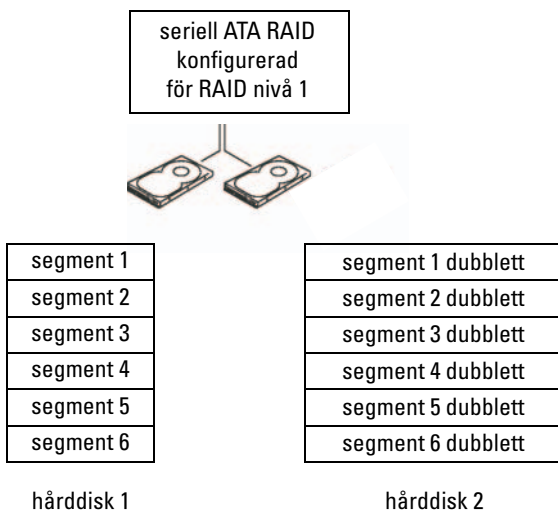 seriell ATA RAID
konfigurerad
för RAID nivå 1
segment 1
segment 2
segment 3
segment 4
segment 5
segment 6
hårddisk 1
segment 1 dubblett
segment 2 dubblett
segment 3 dubblett
segment 4 dubblett
segment 5 dubblett
segment 6 dubblett
hårddisk 2